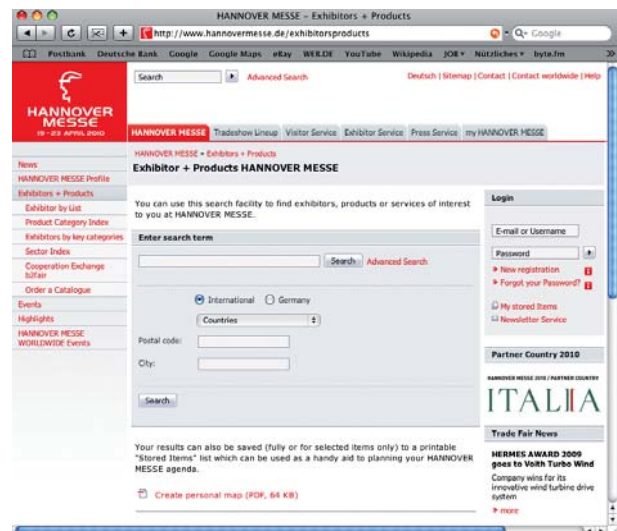 HANNOVER MESSE – Exhibitors + Products
http://www.hannovermesse.de/exhibitorsproducts
Google
Postbank Deutsche Bank Google Google Maps eBay WEB.DE YouTube Wikipedia JOB Nützliches byte.fm
Search Advanced Search
Deutsch | Sitemap | Contact | Contact worldwide | Help
HANNOVER
MESSE
19 - 23 APRIL 2010
HANNOVER MESSE Tradeshow Lineup Visitor Service Exhibitor Service Press Service my HANNOVER MESSE
News
HANNOVER MESSE Profile
Exhibitors + Products
Exhibitor by List
Product Category Index
Exhibitors by key categories
Sector Index
Cooperation Exchange
b2fair
Order a Catalogue
Events
Highlights
HANNOVER MESSE
WORLDWIDE Events
HANNOVER MESSE Exhibitors + Products
Exhibitor + Products HANNOVER MESSE
You can use this search facility to find exhibitors, products or services of interest
to you at HANNOVER MESSE.
Enter search term
Search Advanced Search
International Germany
Countries
Postal code:
City:
Search
Your results can also be saved (fully or for selected items only) to a printable
"Stored Items" list which can be used as a handy aid to planning your HANNOVER
MESSE agenda.
Create personal map (PDF, 64 KB)
Login
E-mail or Username
Password
New registration
Forgot your Password?
My stored Items
Newsletter Service
Partner Country 2010
HANNOVER MESSE 2010 / PARTNER COUNTRY
ITALIA
Trade Fair News
HERMES AWARD 2009
goes to Voith Turbo Wind
Company wins for its
innovative wind turbine drive
system
more